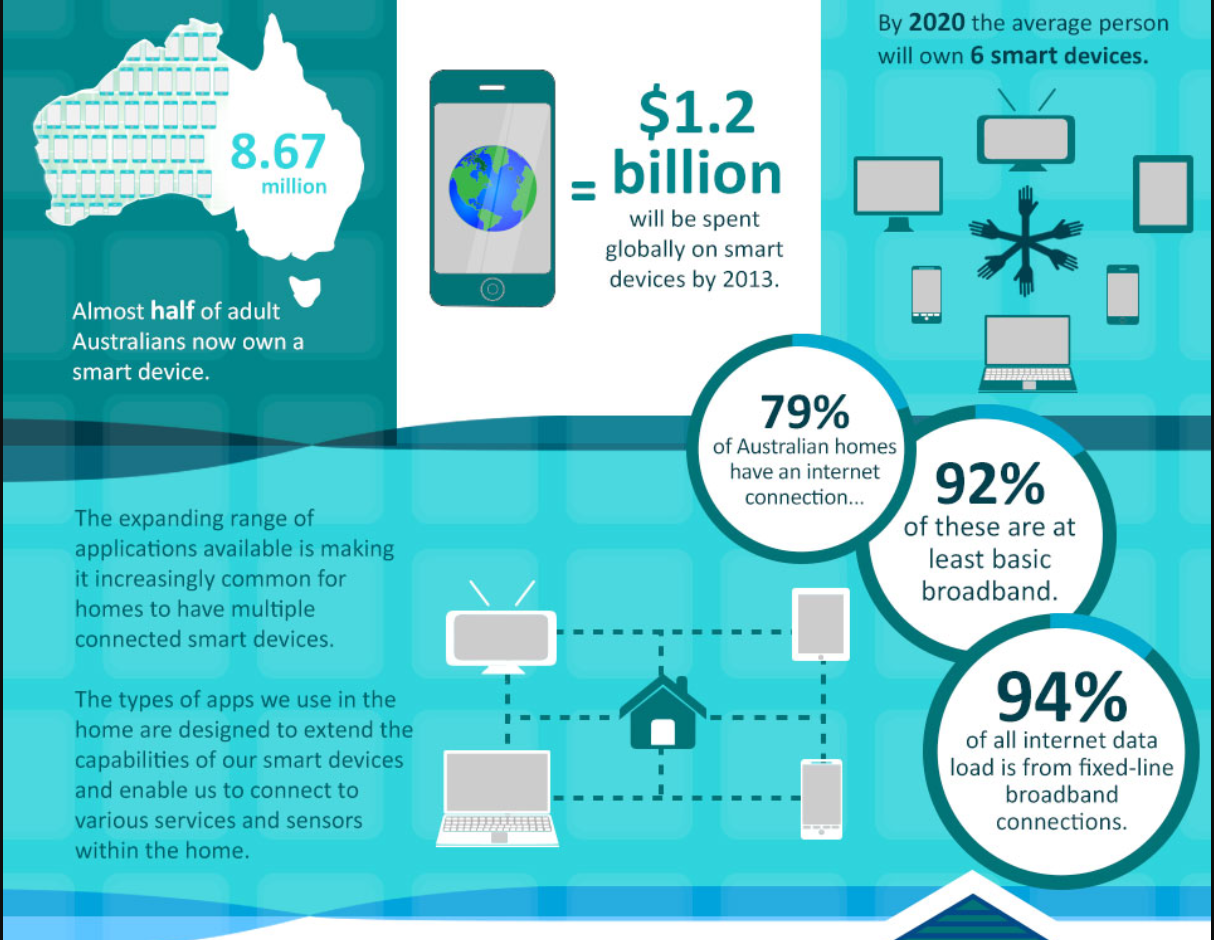 8.67
million
Almost half of adult
Australians now own a
smart device.
$1.2
=
billion
will be spent
globally on smart
devices by 2013.
By 2020 the average person
will own 6 smart devices.
79%
of Australian homes
have an internet
connection...
92%
of these are at
least basic
broadband.
94%
of all internet data
load is from fixed-line
broadband
connections.
The expanding range of
applications available is making
it increasingly common for
homes to have multiple
connected smart devices.
The types of apps we use in the
home are designed to extend the
capabilities of our smart devices
and enable us to connect to
various services and sensors
within the home.